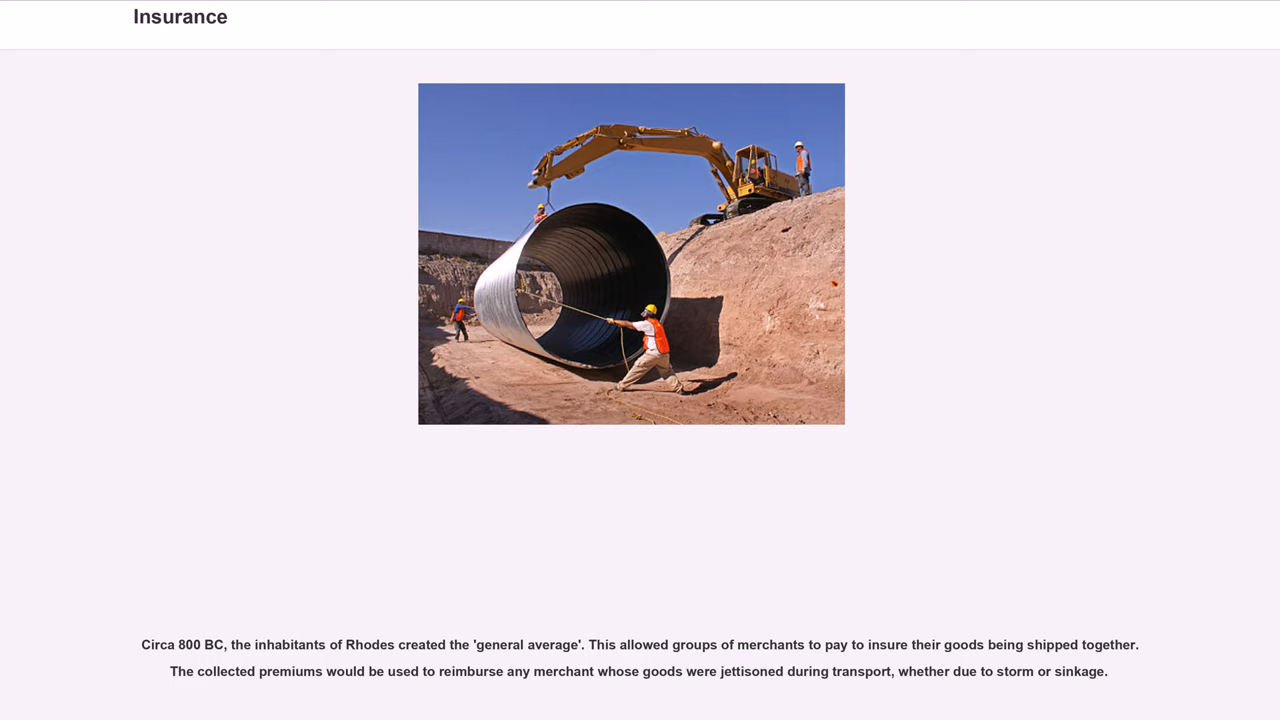 Insurance
Circa 800 BC, the inhabitants of Rhodes created the 'general average'. This allowed groups of merchants to pay to insure their goods being shipped together.
The collected premiums would be used to reimburse any merchant whose goods were jettisoned during transport, whether due to storm or sinkage.